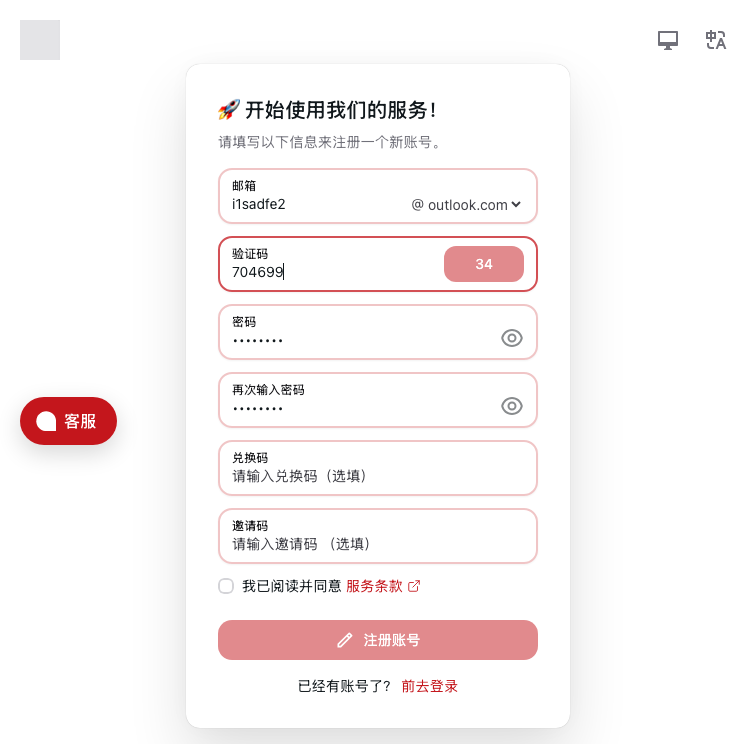 🚀 开始使用我们的服务！
请填写以下信息来注册一个新账号。
邮箱
i1sadfe2 @ outlook.com
验证码
704699 34
密码
••••••••
再次输入密码
••••••••
客服
兑换码
请输入兑换码（选填）
邀请码
请输入邀请码 （选填）
我已阅读并同意 服务条款
注册账号
已经有账号了？ 前去登录